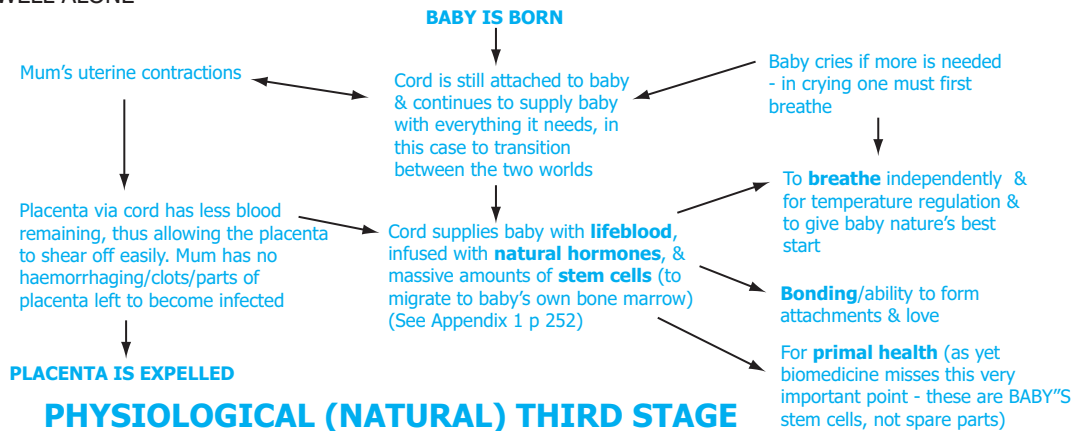 WELL ALONE
BABY IS BORN
Mum's uterine contractions
Cord is still attached to baby
& continues to supply baby
with everything it needs, in
this case to transition
between the two worlds
Baby cries if more is needed
- in crying one must first
breathe
Placenta via cord has less blood
remaining, thus allowing the placenta
to shear off easily. Mum has no
haemorrhaging/clots/parts of
placenta left to become infected
Cord supplies baby with lifeblood,
infused with natural hormones, &
massive amounts of stem cells (to
migrate to baby's own bone marrow)
(See Appendix 1 p 252)
To breathe independently &
for temperature regulation &
to give baby nature's best
start
Bonding/ability to form
attachments & love
For primal health (as yet
biomedicine misses this very
important point - these are BABY"S
stem cells, not spare parts)
PLACENTA IS EXPELLED
PHYSIOLOGICAL (NATURAL) THIRD STAGE